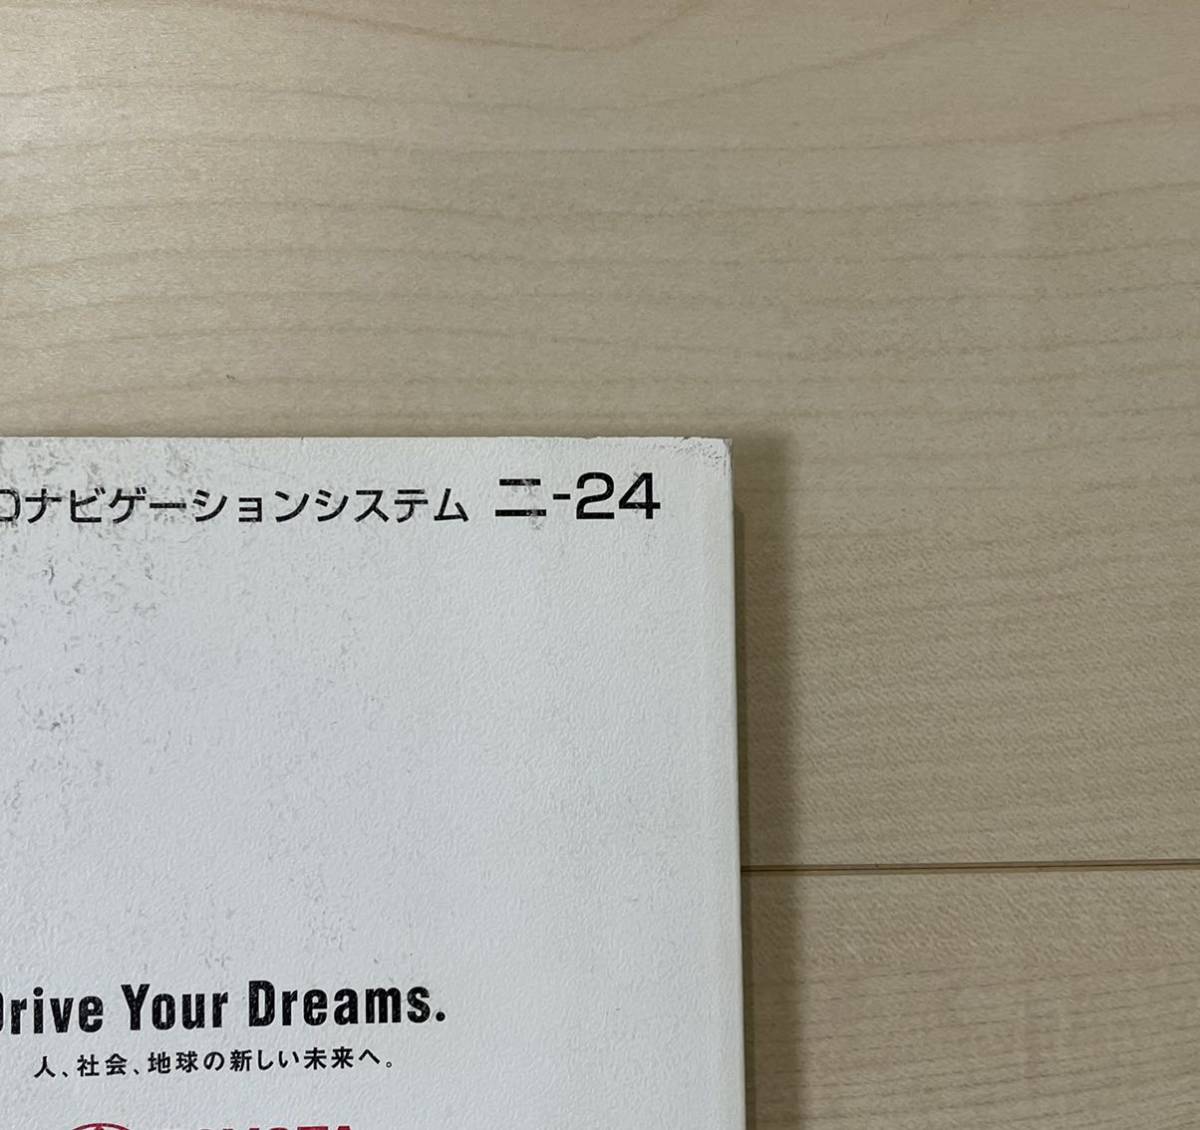 ロナビゲーションシステム ニ-24
Drive Your Dreams.
人、社会、地球の新しい未来へ。